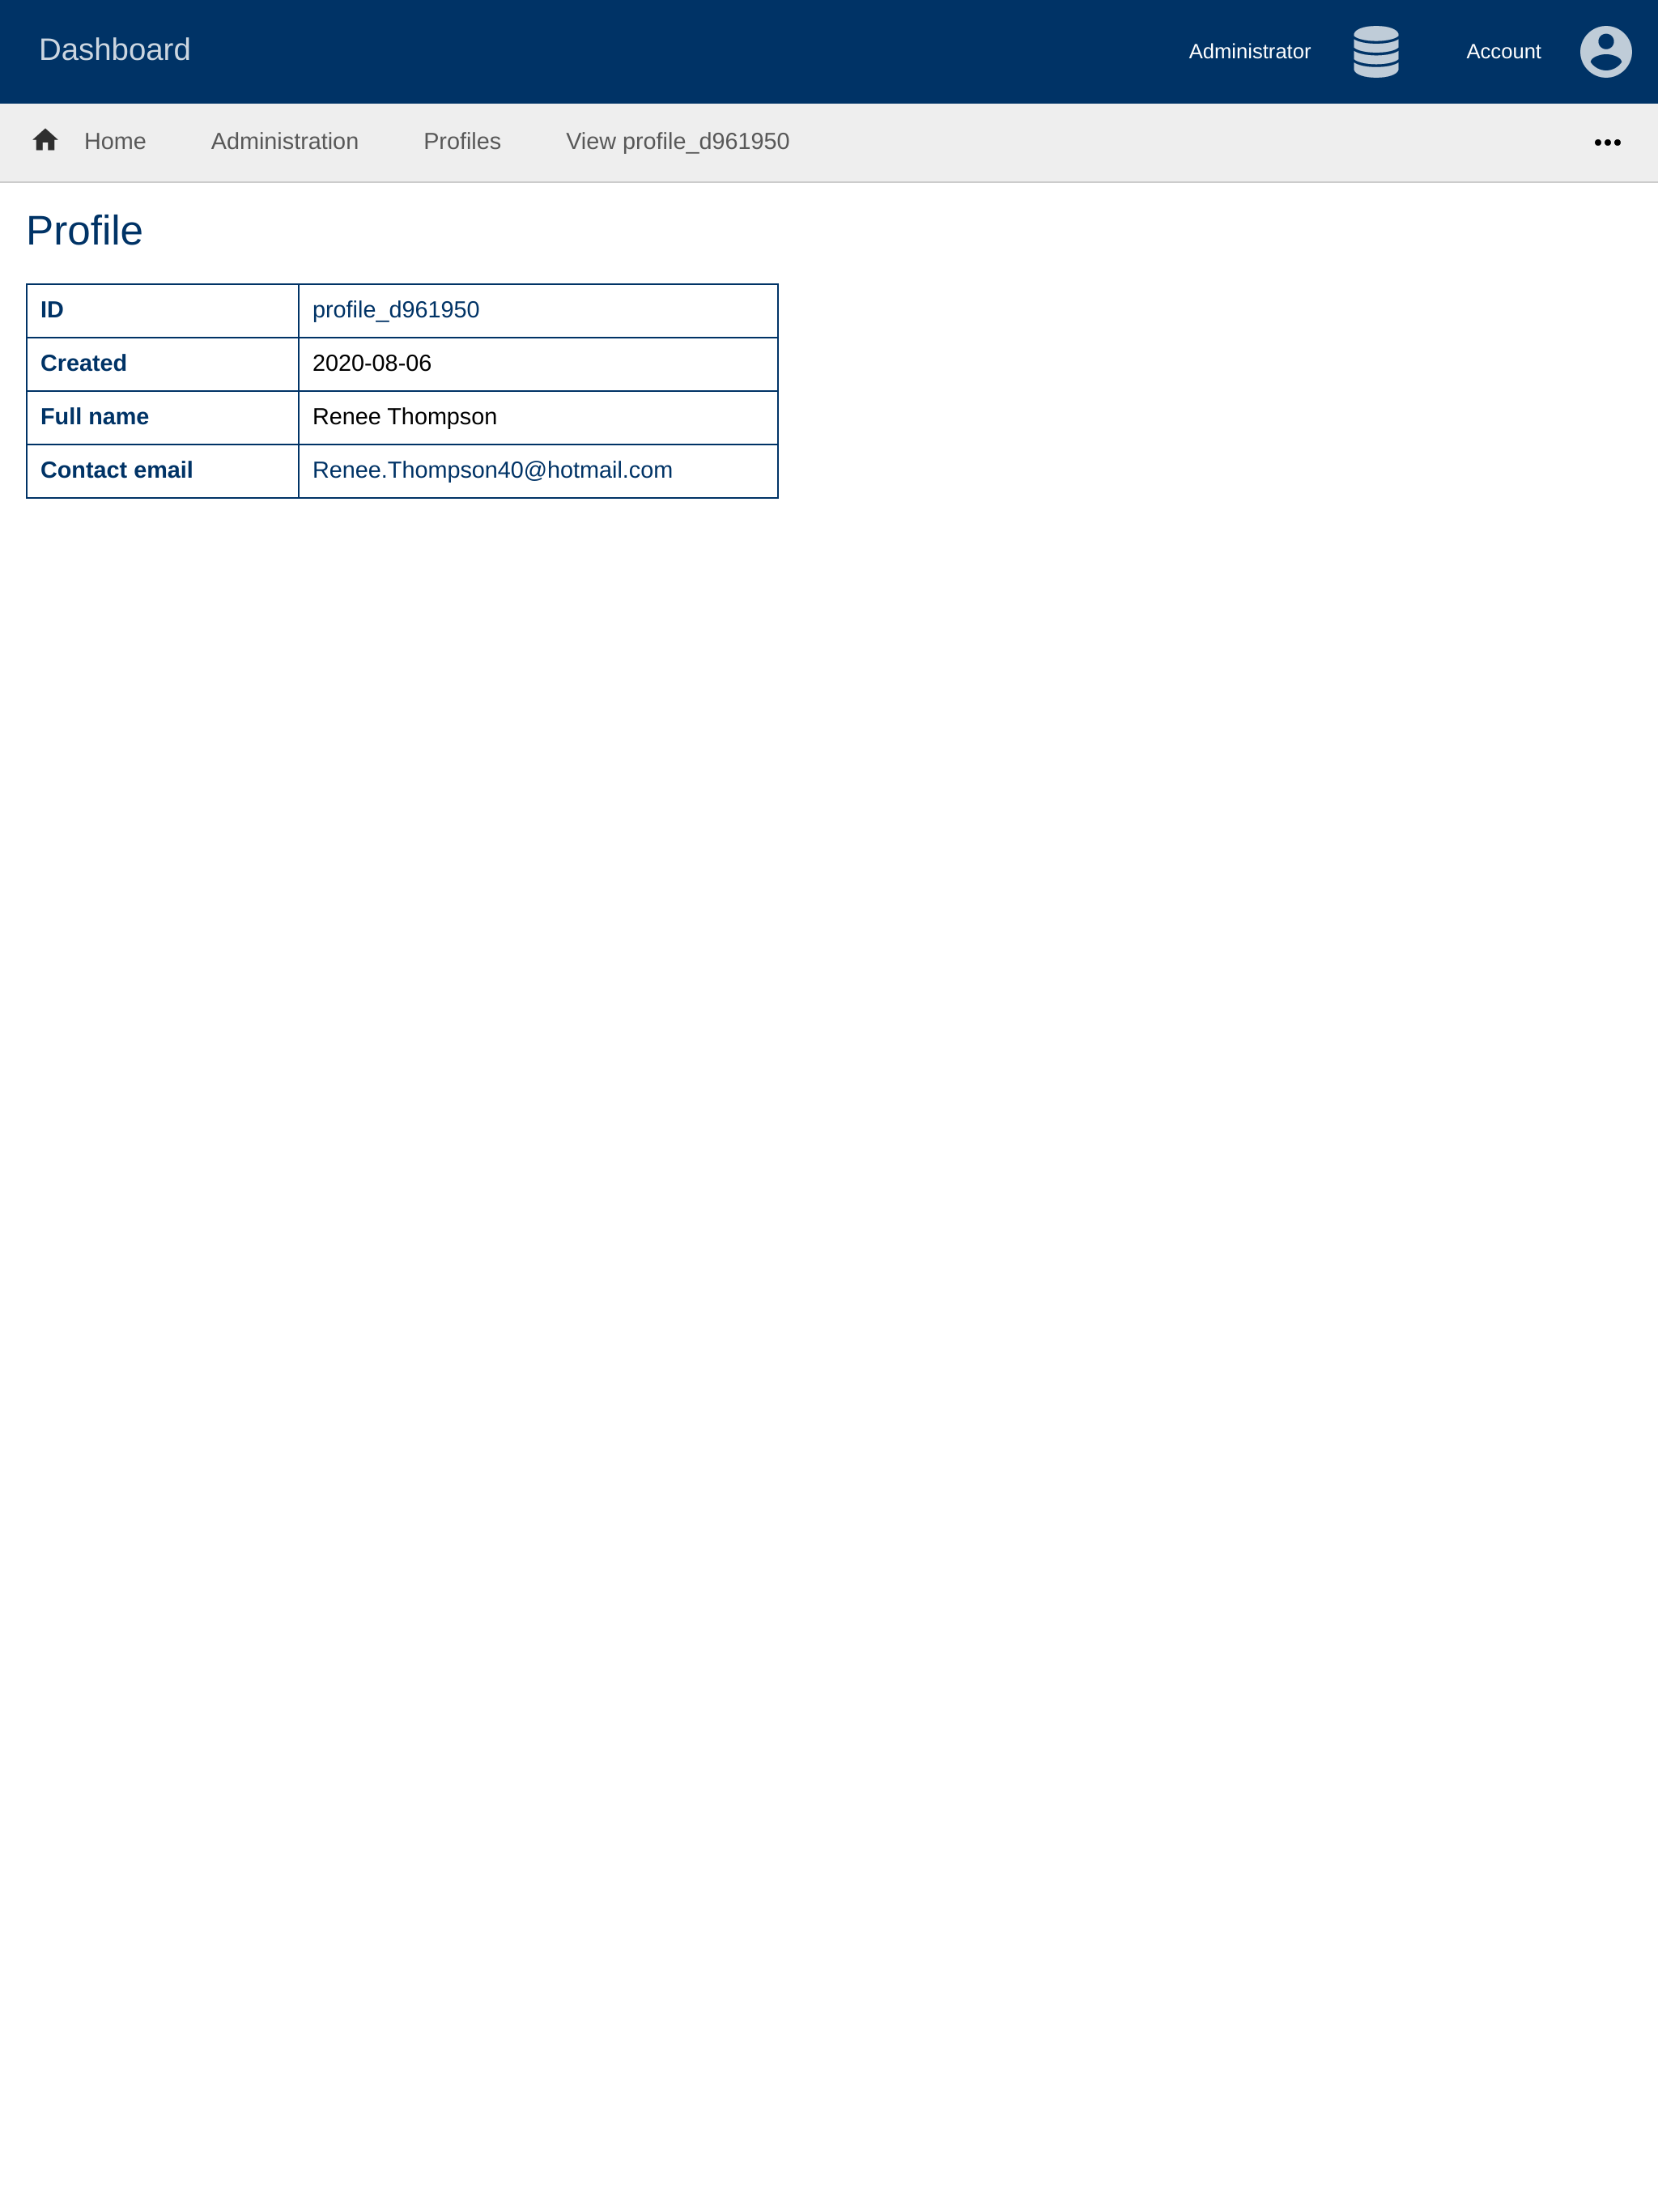 Dashboard Administrator Account
Home Administration Profiles View profile_d961950
Profile
ID profile_d961950
Created 2020-08-06
Full name Renee Thompson
Contact email Renee.Thompson40@hotmail.com